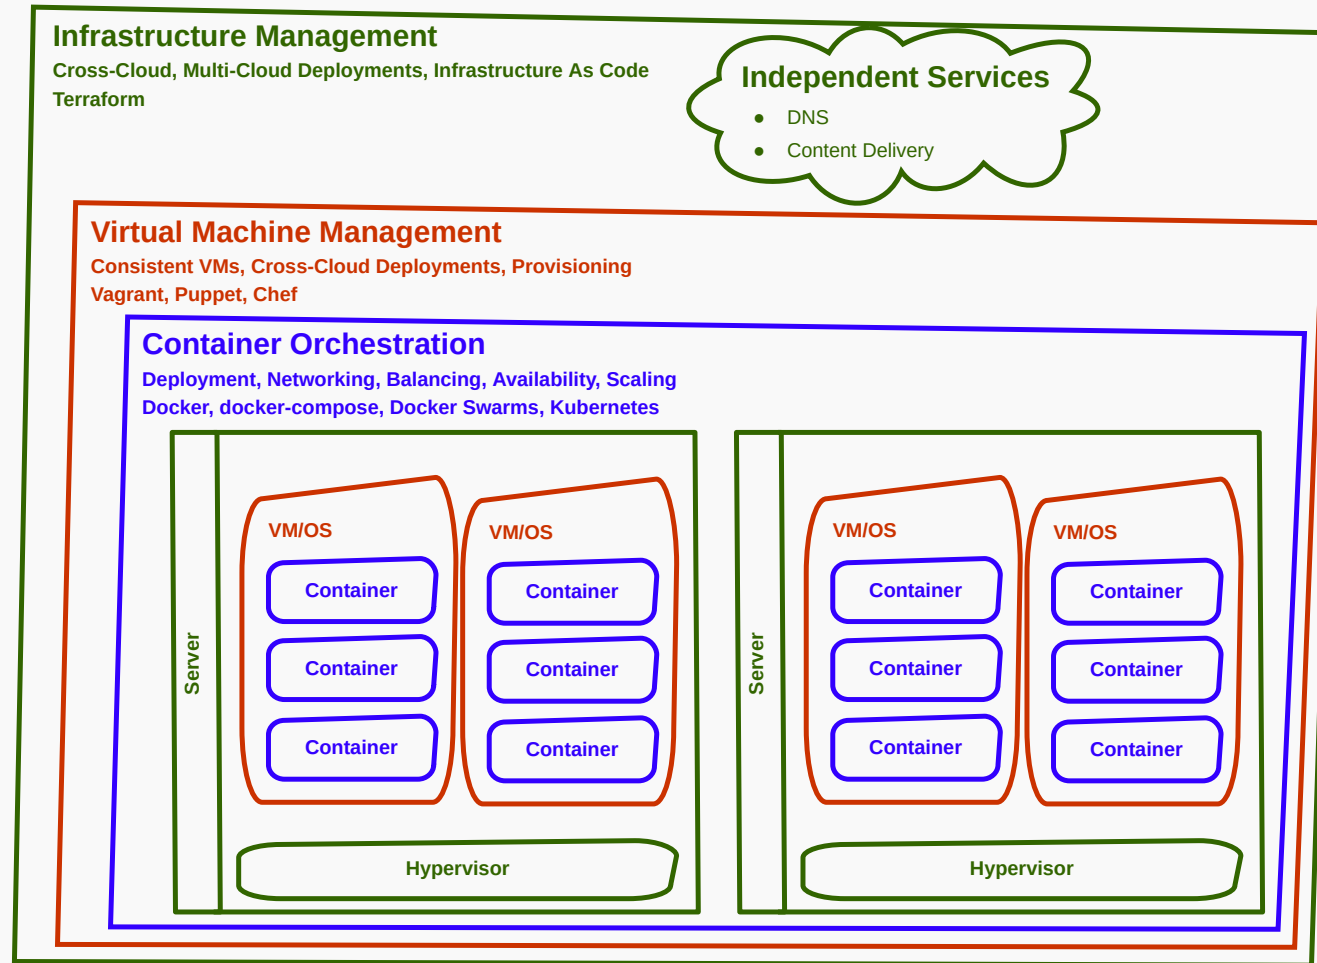 Infrastructure Management
Cross-Cloud, Multi-Cloud Deployments, Infrastructure As Code
Terraform
Independent Services
● DNS
● Content Delivery
Virtual Machine Management
Consistent VMs, Cross-Cloud Deployments, Provisioning
Vagrant, Puppet, Chef
Container Orchestration
Deployment, Networking, Balancing, Availability, Scaling
Docker, docker-compose, Docker Swarms, Kubernetes
Server
VM/OS
Container
Container
Container
VM/OS
Container
Container
Container
Hypervisor
Server
VM/OS
Container
Container
Container
VM/OS
Container
Container
Container
Hypervisor